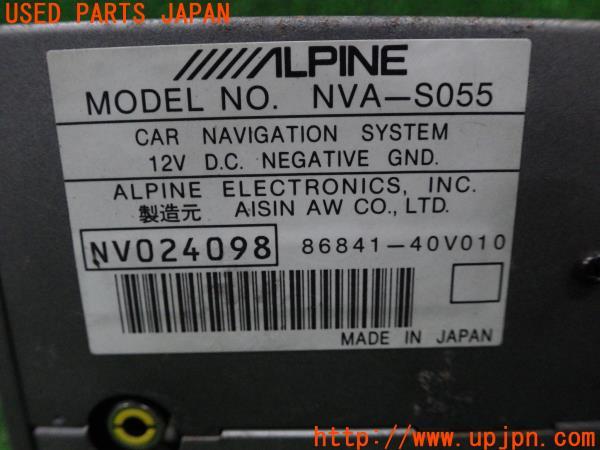 USED PARTS JAPAN
ALPINE
MODEL NO. NVA-S055
CAR NAVIGATION SYSTEM
12V D.C. NEGATIVE GND.
ALPINE ELECTRONICS, INC.
製造元 AISIN AW CO., LTD.
NV024098 86841-40V010
MADE IN JAPAN
UPJ
http://www.upjpn.com